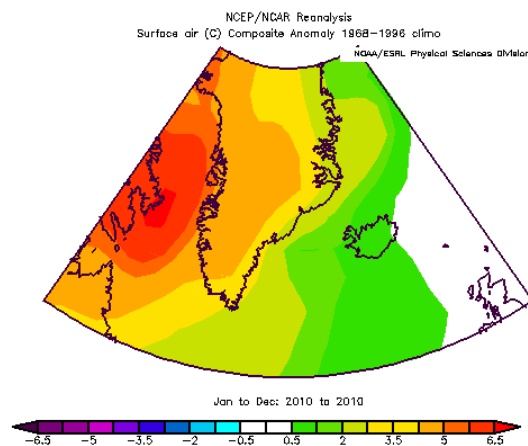 NCEP/NCAR Reanalysis
Surface air (C) Composite Anomaly 1968-1996 climo
NOAA/ESRL Physical Sciences Division
Jan to Dec: 2010 to 2010
-6.5 -5 -3.5 -2 -0.5 0.5 2 3.5 5 6.5